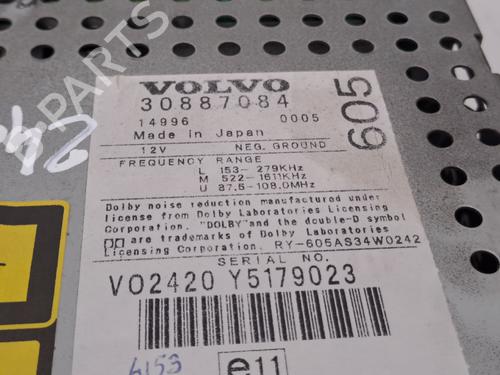 VOLVO
30887084
14996 0005
Made in Japan
605
12V NEG. GROUND
FREQUENCY RANGE
L 153- 279KHz
M 522-1611KHz
U 87.5-108.0MHz
Dolby noise reduction manufactured under
license from Dolby Laboratories Licensing
Corporation. "DOLBY"and the double-D symbol
are trademarks of Dolby Laboratories
Licensing Corporation. RY-605AS34W0242
SERIAL NO.
VO2420 Y5179023
6153
e11
B-PARTS